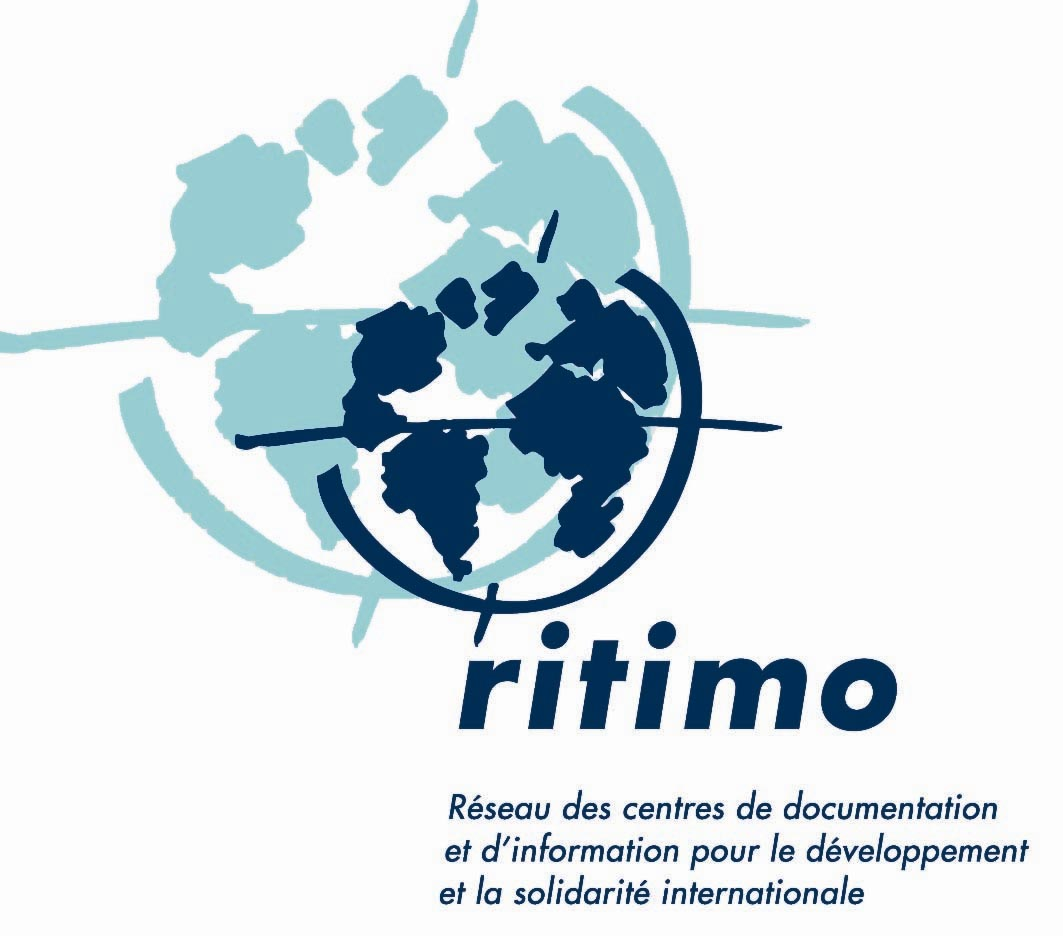 ritimo
Réseau des centres de documentation
et d'information pour le développement
et la solidarité internationale